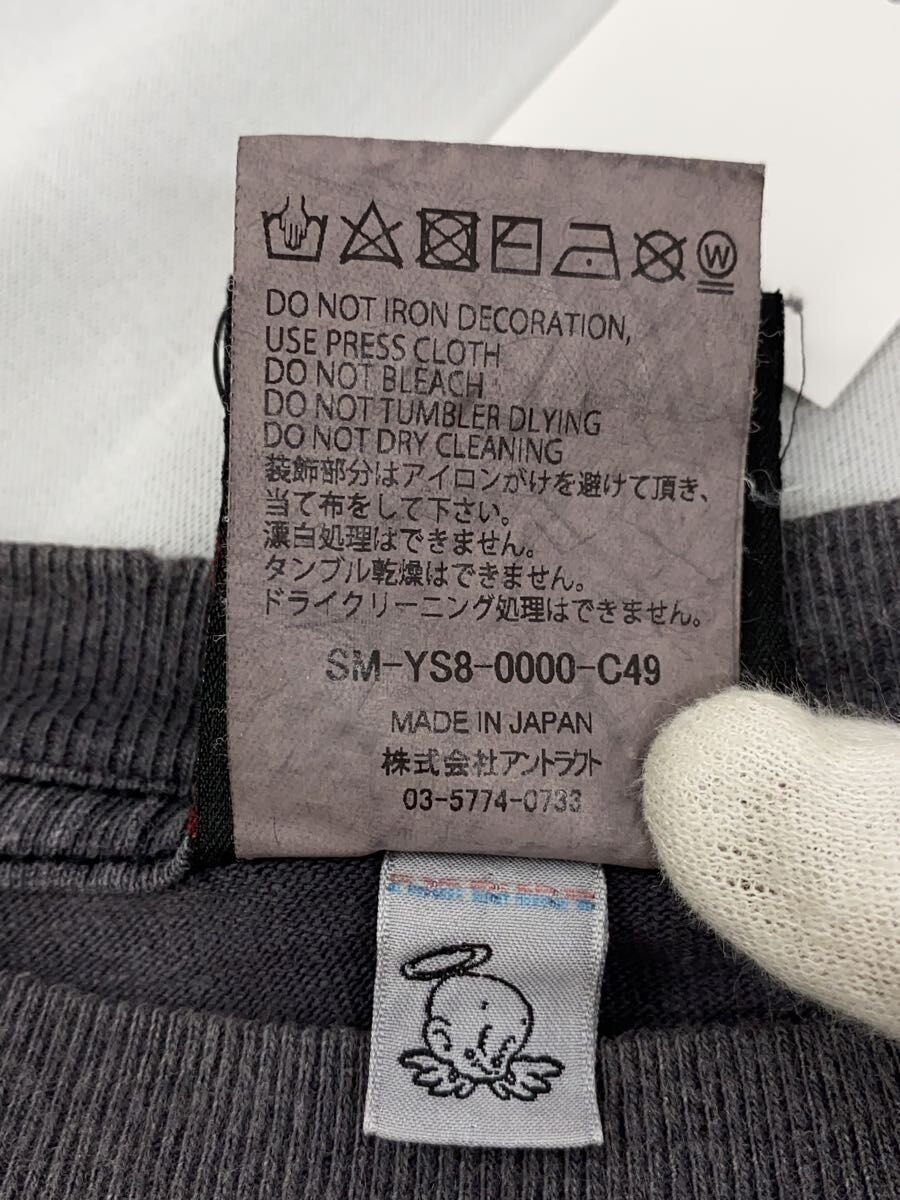 W
DO NOT IRON DECORATION,
USE PRESS CLOTH
DO NOT BLEACH
DO NOT TUMBLER DLYING
DO NOT DRY CLEANING
装飾部分はアイロンがけを避けて頂き、
当て布をして下さい。
漂白処理はできません。
タンブル乾燥はできません。
ドライクリーニング処理はできません。
SM-YS8-0000-C49
MADE IN JAPAN
株式会社アントラクト
03-5774-0733